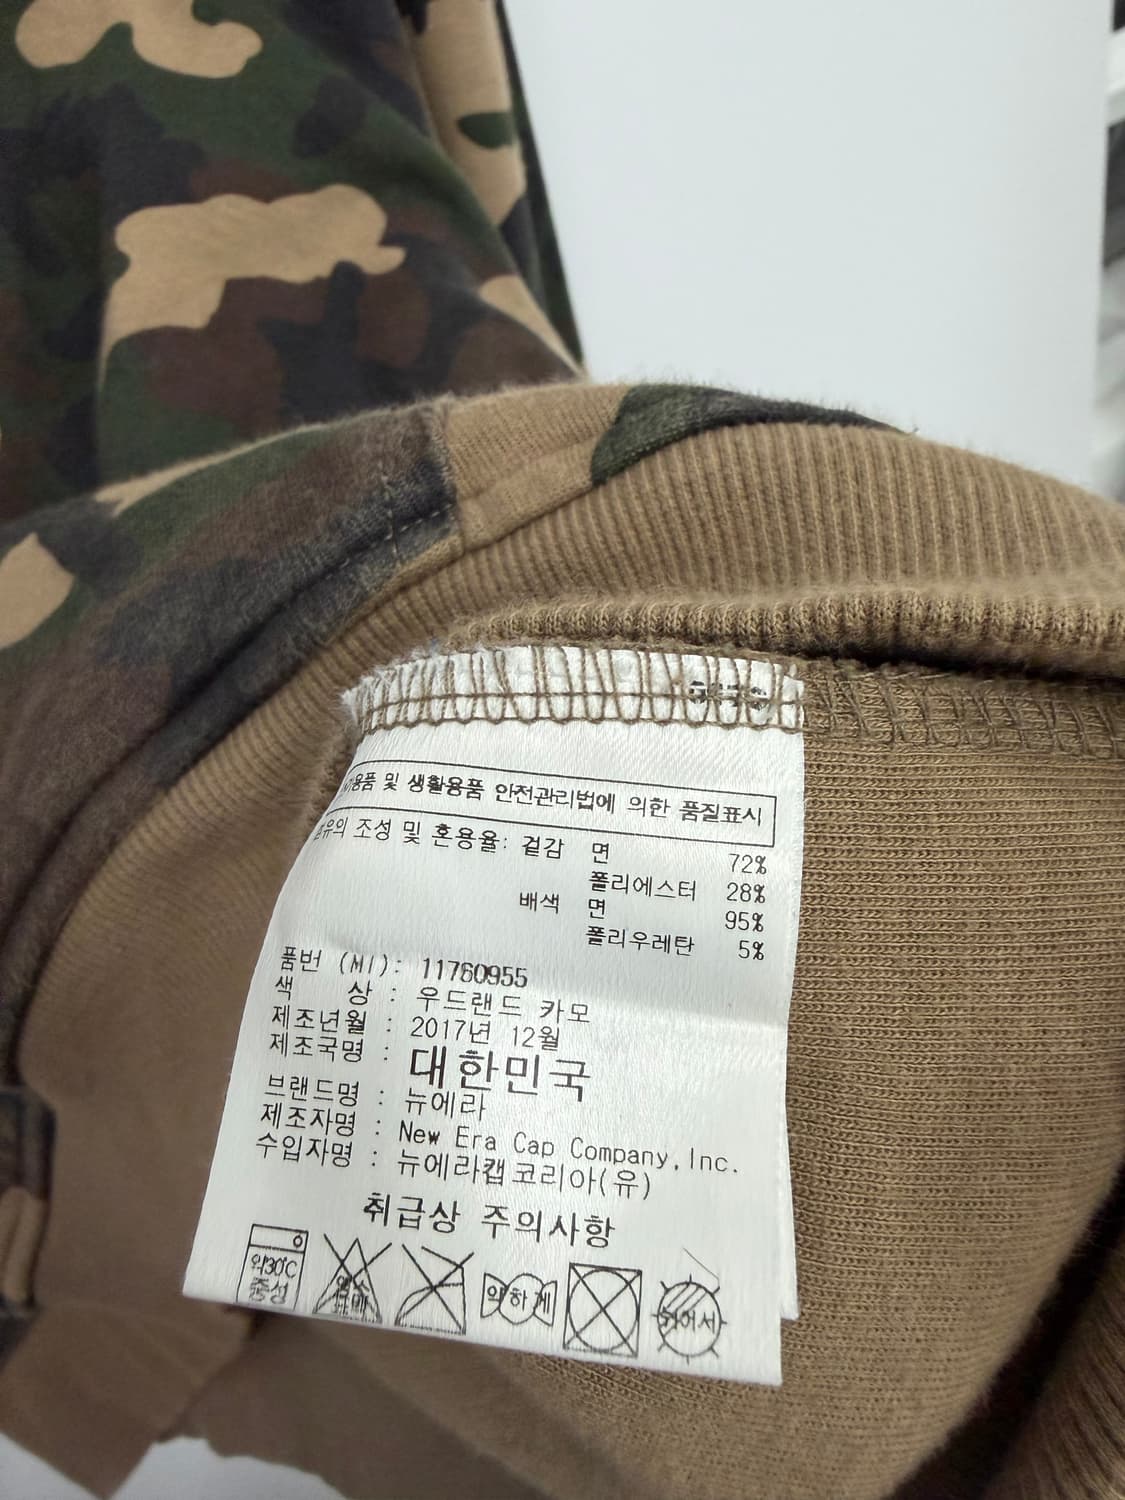 용품 및 생활용품 안전관리법에 의한 품질표시
조성 및 혼용율: 겉감 면 72%
폴리에스터 28%
배색 면 95%
폴리우레탄 5%
품번 (MI): 11760955
색 상 : 우드랜드 카모
제조년월 : 2017년 12월
제조국명 : 대한민국
브랜드명 : 뉴에라
제조자명 : New Era Cap Company,Inc.
수입자명 : 뉴에라캡코리아(유)
취급상 주의사항
약30℃ 중성
약하게
뉘어서